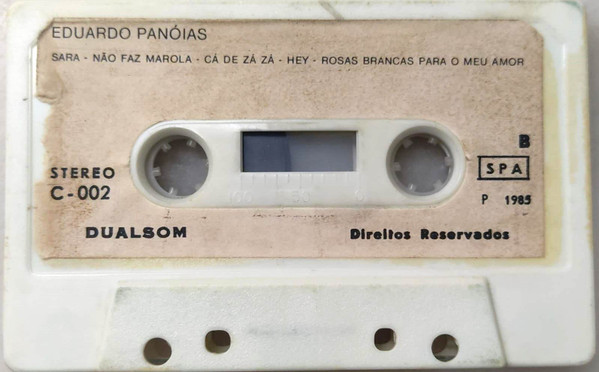 EDUARDO PANÓIAS
SARA - NÃO FAZ MAROLA - CÁ DE ZÁ ZÁ - HEY - ROSAS BRANCAS PARA O MEU AMOR
B
STEREO
SPA
C-002
P 1985
DUALSOM
Direitos Reservados